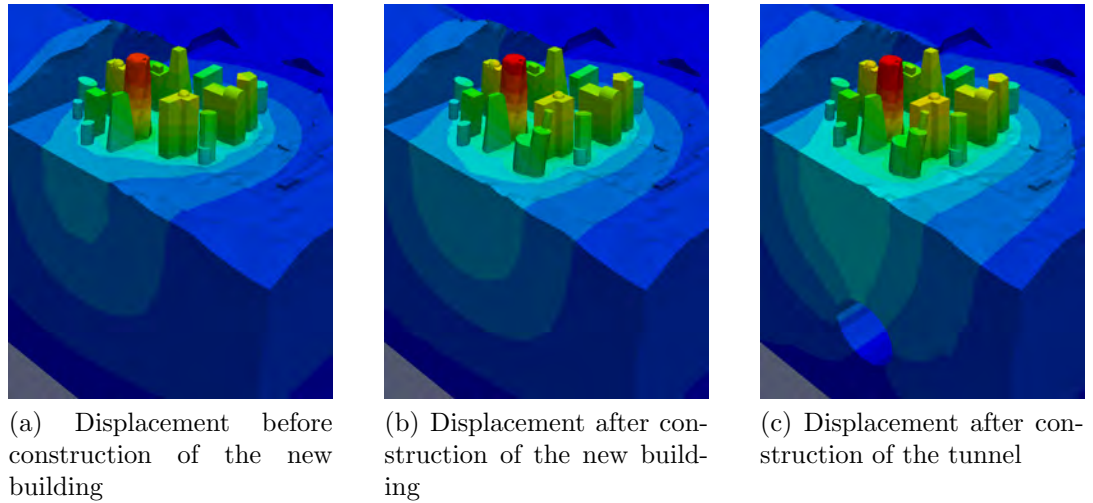 (a) Displacement before
construction of the new
building
(b) Displacement after con-
struction of the new build-
ing
(c) Displacement after con-
struction of the tunnel